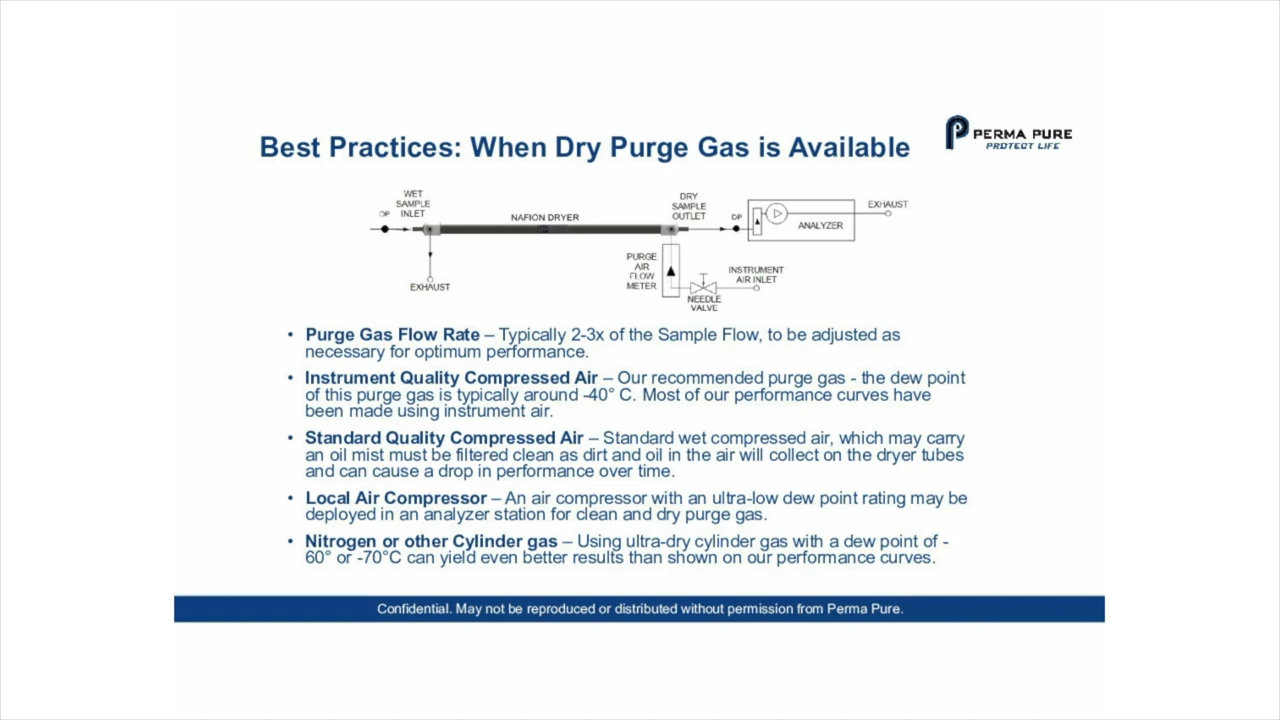 Best Practices: When Dry Purge Gas is Available
PERMA PURE
PROTECT LIFE
WET
SAMPLE
INLET
DP
NAFION DRYER
DRY
SAMPLE
OUTLET
DP
EXHAUST
ANALYZER
EXHAUST
PURGE
AIR
FLOW
METER
INSTRUMENT
AIR INLET
NEEDLE
VALVE
• Purge Gas Flow Rate – Typically 2-3x of the Sample Flow, to be adjusted as
necessary for optimum performance.
• Instrument Quality Compressed Air – Our recommended purge gas - the dew point
of this purge gas is typically around -40° C. Most of our performance curves have
been made using instrument air.
• Standard Quality Compressed Air – Standard wet compressed air, which may carry
an oil mist must be filtered clean as dirt and oil in the air will collect on the dryer tubes
and can cause a drop in performance over time.
• Local Air Compressor – An air compressor with an ultra-low dew point rating may be
deployed in an analyzer station for clean and dry purge gas.
• Nitrogen or other Cylinder gas – Using ultra-dry cylinder gas with a dew point of -
60° or -70°C can yield even better results than shown on our performance curves.
Confidential. May not be reproduced or distributed without permission from Perma Pure.